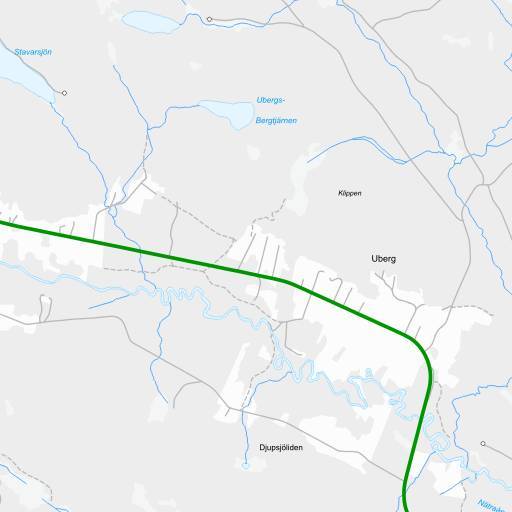 Stavarsjön
Ubergs-
Bergtjärnen
Klippen
Uberg
Djupsjöliden